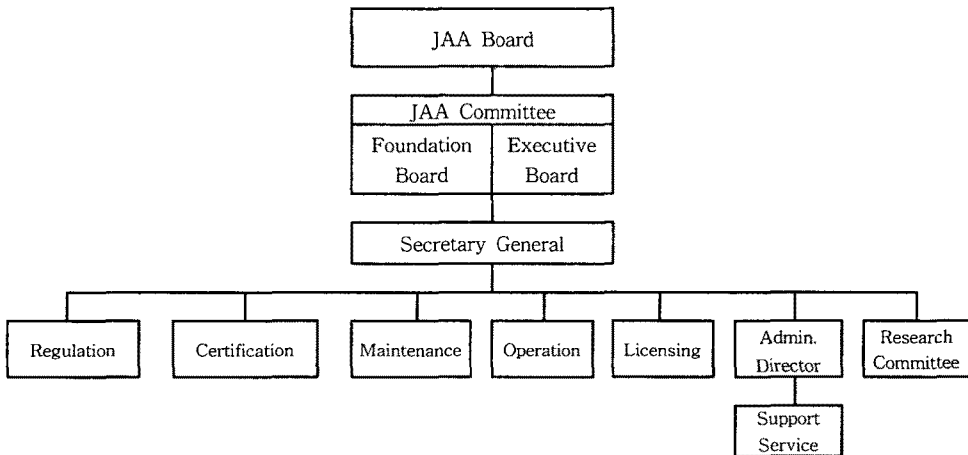 JAA Board
JAA Committee
Foundation
Board
Executive
Board
Secretary General
Regulation
Certification
Maintenance
Operation
Licensing
Admin.
Director
Research
Committee
Support
Service